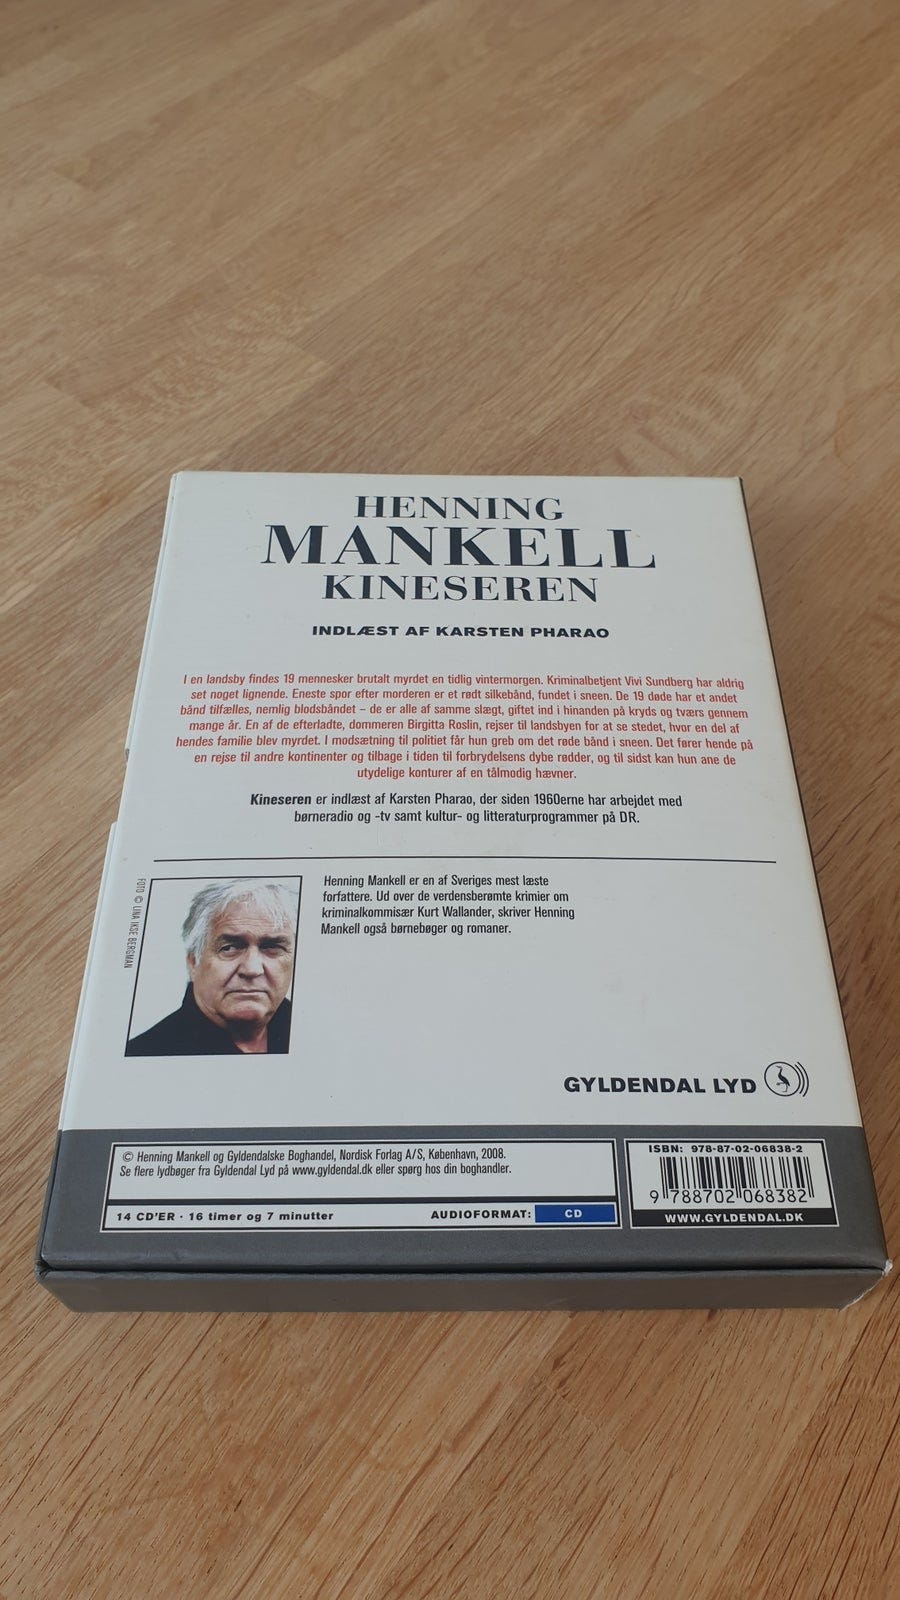 HENNING
MANKELL
KINESEREN
INDLÆST AF KARSTEN PHARAO
I en landsby findes 19 mennesker brutalt myrdet en tidlig vintermorgen. Kriminalbetjent Vivi Sundberg har aldrig
set noget lignende. Eneste spor efter morderen er et rødt silkebånd, fundet i sneen. De 19 døde har et andet
bånd tilfælles, nemlig blodsbåndet – de er alle af samme slægt, giftet ind i hinanden på kryds og tværs gennem
mange år. En af de efterladte, dommeren Birgitta Roslin, rejser til landsbyen for at se stedet, hvor en del af
hendes familie blev myrdet. I modsætning til politiet får hun greb om det røde bånd i sneen. Det fører hende på
en rejse til andre kontinenter og tilbage i tiden til forbrydelsens dybe rødder, og til sidst kan hun ane de
utydelige konturer af en tålmodig hævner.
Kineseren er indlæst af Karsten Pharao, der siden 1960erne har arbejdet med
børneradio og -tv samt kultur- og litteraturprogrammer på DR.
FOTO © LINA IKSE BERGMAN
Henning Mankell er en af Sveriges mest læste
forfattere. Ud over de verdensberømte krimier om
kriminalkommisær Kurt Wallander, skriver Henning
Mankell også børnebøger og romaner.
GYLDENDAL LYD
© Henning Mankell og Gyldendalske Boghandel, Nordisk Forlag A/S, København, 2008.
Se flere lydbøger fra Gyldendal Lyd på www.gyldendal.dk eller spørg hos din boghandler.
14 CD'ER · 16 timer og 7 minutter
AUDIOFORMAT: CD
ISBN: 978-87-02-06838-2
9 788702 068382
WWW.GYLDENDAL.DK